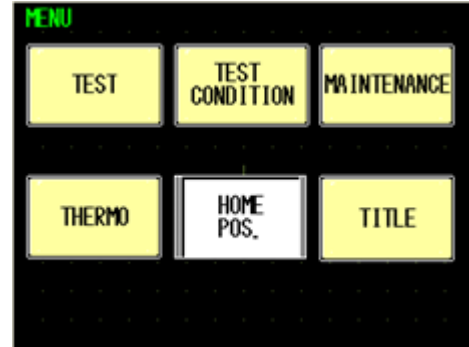 MENU
TEST
TEST
CONDITION
MAINTENANCE
THERMO
HOME
POS.
TITLE